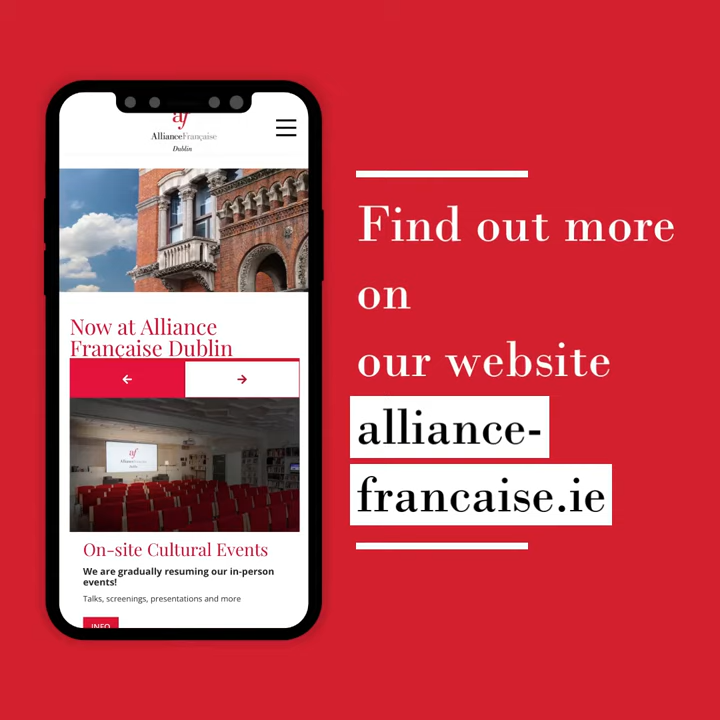 af
AllianceFrançaise
Dublin
Now at Alliance
Française Dublin
af
On-site Cultural Events
We are gradually resuming our in-person
events!
Talks, screenings, presentations and more
INFO
Find out more
on
our website
alliance-
francaise.ie